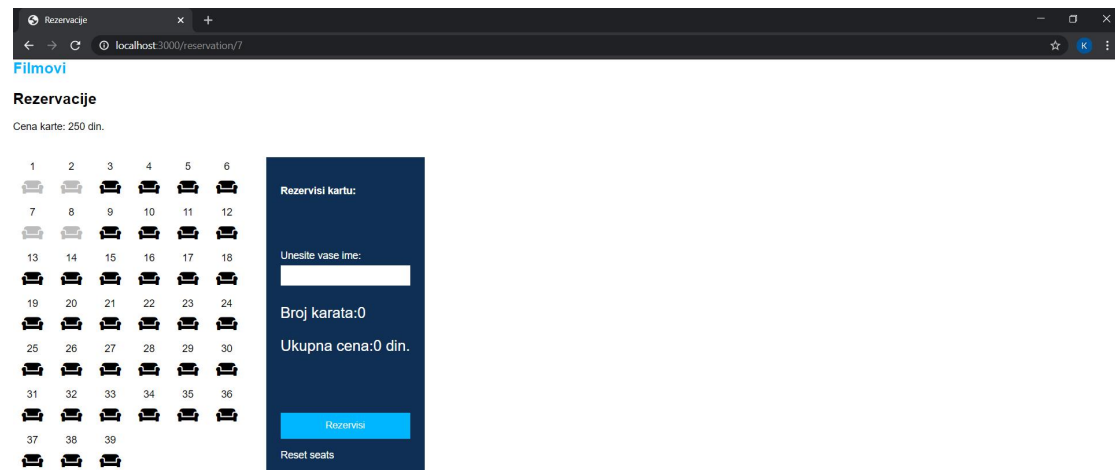 Rezervacije
localhost:3000/reservation/7
K
Filmovi
Rezervacije
Cena karte: 250 din.
1 2 3 4 5 6
7 8 9 10 11 12
13 14 15 16 17 18
19 20 21 22 23 24
25 26 27 28 29 30
31 32 33 34 35 36
37 38 39
Rezervisi kartu:
Unesite vase ime:
Broj karata:0
Ukupna cena:0 din.
Rezervisi
Reset seats